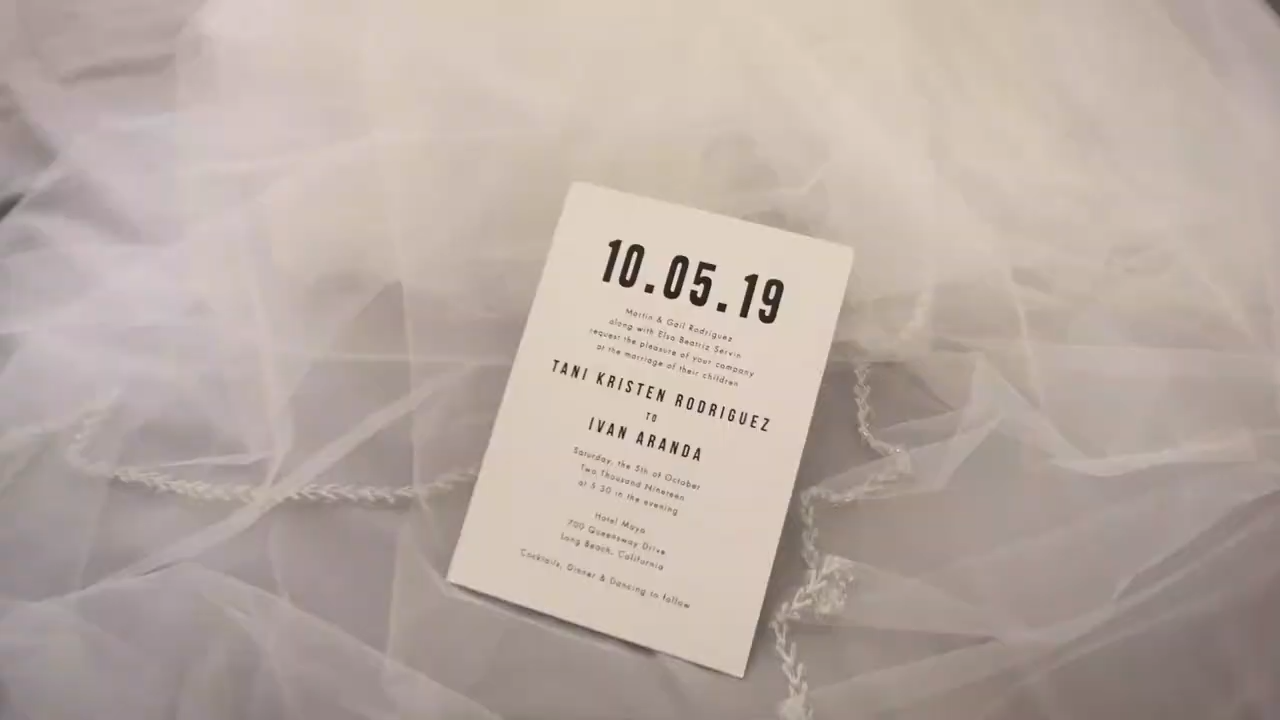 10.05.19
Martin & Gail Rodriguez
along with Elsa Beatriz Servin
request the pleasure of your company
at the marriage of their children
TANI KRISTEN RODRIGUEZ
TO
IVAN ARANDA
Saturday, the 5th of October
Two Thousand Nineteen
at 5:30 in the evening
Hotel Maya
700 Queensway Drive
Long Beach, California
Cocktails, Dinner & Dancing to follow